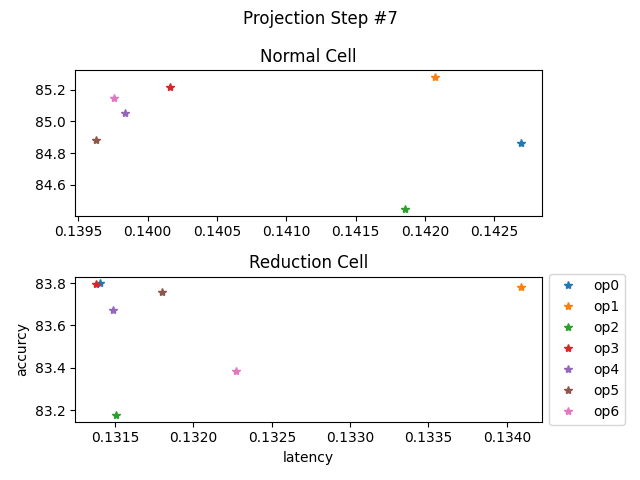 Projection Step #7
Normal Cell
85.2
85.0
84.8
84.6
0.1395 0.1400 0.1405 0.1410 0.1415 0.1420 0.1425
Reduction Cell
83.8
83.6
83.4
83.2
accurcy
0.1315 0.1320 0.1325 0.1330 0.1335 0.1340
latency
op0
op1
op2
op3
op4
op5
op6